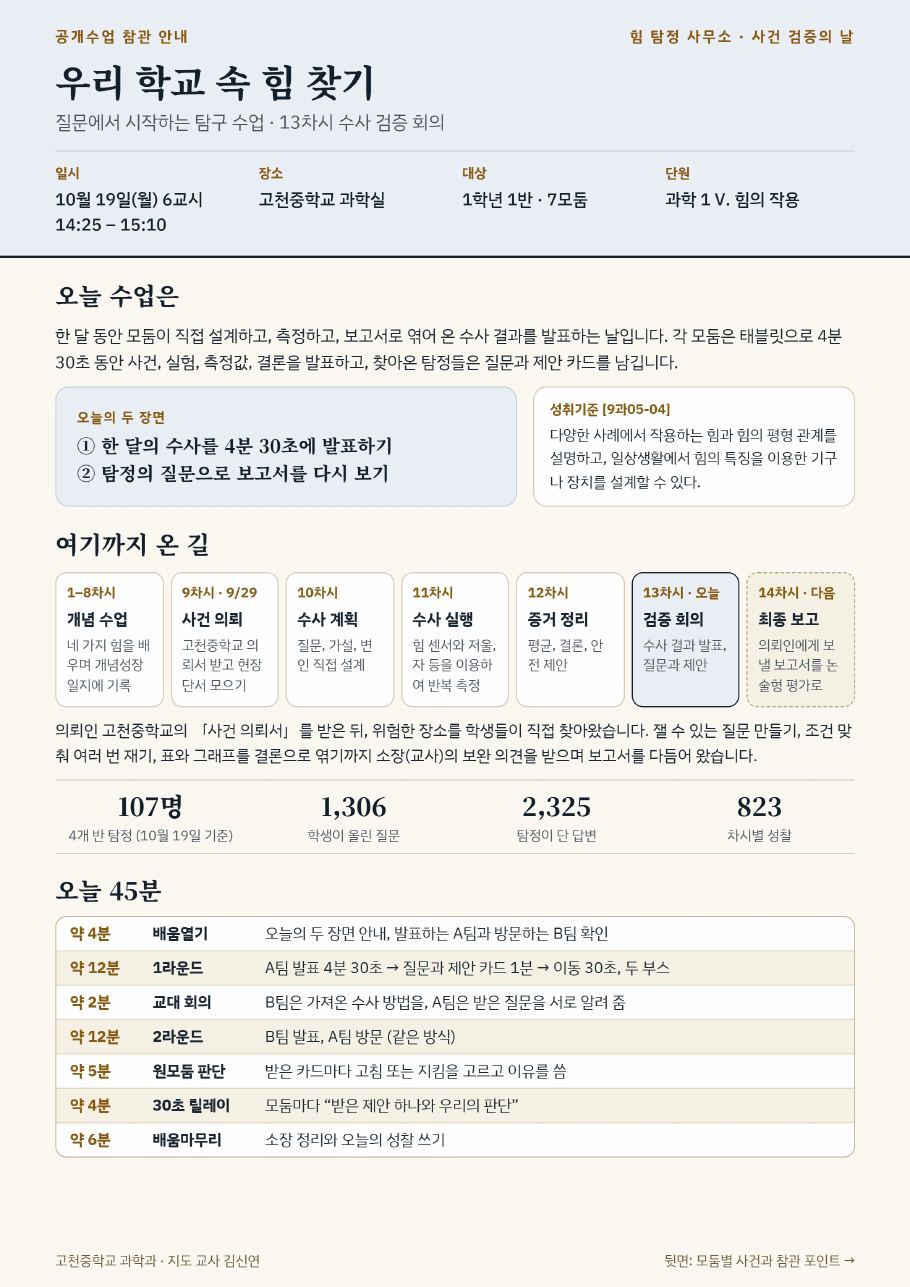 공개수업 참관 안내
힘 탐정 사무소 · 사건 검증의 날
우리 학교 속 힘 찾기
질문에서 시작하는 탐구 수업 · 13차시 수사 검증 회의
일시
10월 19일(월) 6교시
14:25 – 15:10
장소
고천중학교 과학실
대상
1학년 1반 · 7모둠
단원
과학 1 V. 힘의 작용
오늘 수업은
한 달 동안 모둠이 직접 설계하고, 측정하고, 보고서로 엮어 온 수사 결과를 발표하는 날입니다. 각 모둠은 태블릿으로 4분
30초 동안 사건, 실험, 측정값, 결론을 발표하고, 찾아온 탐정들은 질문과 제안 카드를 남깁니다.
오늘의 두 장면
① 한 달의 수사를 4분 30초에 발표하기
② 탐정의 질문으로 보고서를 다시 보기
성취기준 [9과05-04]
다양한 사례에서 작용하는 힘과 힘의 평형 관계를
설명하고, 일상생활에서 힘의 특징을 이용한 기구
나 장치를 설계할 수 있다.
여기까지 온 길
1–8차시
개념 수업
네 가지 힘을 배
우며 개념성장
일지에 기록
9차시 · 9/29
사건 의뢰
고천중학교 의
뢰서 받고 현장
단서 모으기
10차시
수사 계획
질문, 가설, 변
인 직접 설계
11차시
수사 실행
힘 센서와 저울,
자 등을 이용하
여 반복 측정
12차시
증거 정리
평균, 결론, 안
전 제안
13차시 · 오늘
검증 회의
수사 결과 발표,
질문과 제안
14차시 · 다음
최종 보고
의뢰인에게 보
낼 보고서를 논
술형 평가로
의뢰인 고천중학교의 「사건 의뢰서」를 받은 뒤, 위험한 장소를 학생들이 직접 찾아왔습니다. 잴 수 있는 질문 만들기, 조건 맞
춰 여러 번 재기, 표와 그래프를 결론으로 엮기까지 소장(교사)의 보완 의견을 받으며 보고서를 다듬어 왔습니다.
107명
4개 반 탐정 (10월 19일 기준)
1,306
학생이 올린 질문
2,325
탐정이 단 답변
823
차시별 성찰
오늘 45분
약 4분 배움열기 오늘의 두 장면 안내, 발표하는 A팀과 방문하는 B팀 확인
약 12분 1라운드 A팀 발표 4분 30초 → 질문과 제안 카드 1분 → 이동 30초, 두 부스
약 2분 교대 회의 B팀은 가져온 수사 방법을, A팀은 받은 질문을 서로 알려 줌
약 12분 2라운드 B팀 발표, A팀 방문 (같은 방식)
약 5분 원모둠 판단 받은 카드마다 고침 또는 지킴을 고르고 이유를 씀
약 4분 30초 릴레이 모둠마다 “받은 제안 하나와 우리의 판단”
약 6분 배움마무리 소장 정리와 오늘의 성찰 쓰기
고천중학교 과학과 · 지도 교사 김신연
뒷면: 모둠별 사건과 참관 포인트 →